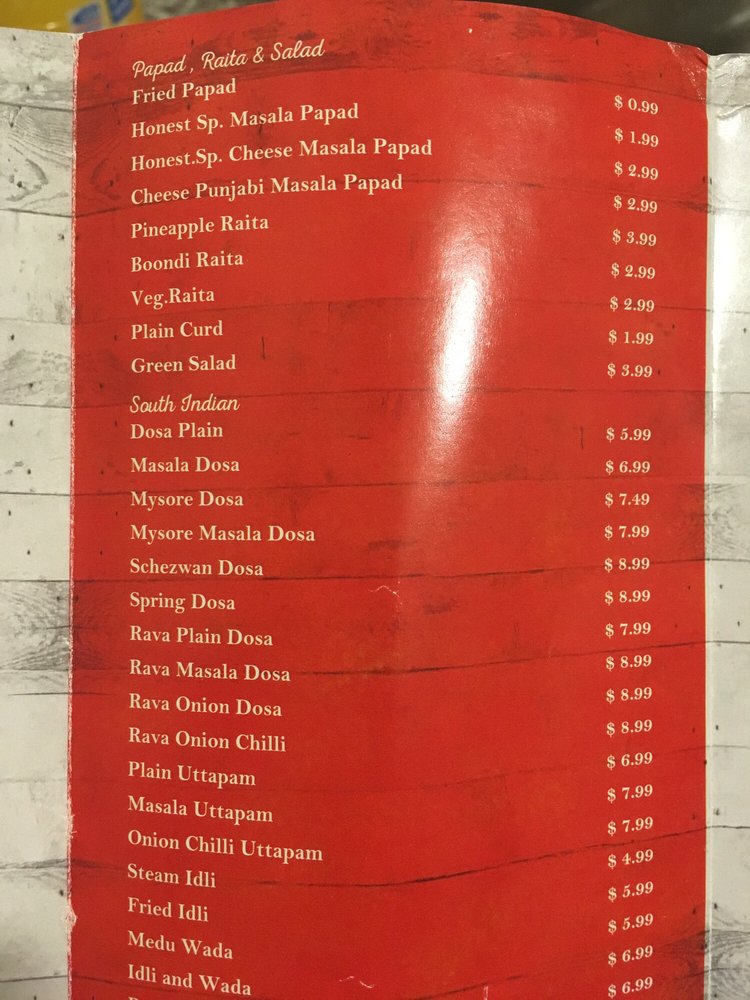 Papad , Raita & Salad
Fried Papad $ 0.99
Honest Sp. Masala Papad $ 1.99
Honest.Sp. Cheese Masala Papad $ 2.99
Cheese Punjabi Masala Papad $ 2.99
Pineapple Raita $ 3.99
Boondi Raita $ 2.99
Veg.Raita $ 2.99
Plain Curd $ 1.99
Green Salad $ 3.99
South Indian
Dosa Plain $ 5.99
Masala Dosa $ 6.99
Mysore Dosa $ 7.49
Mysore Masala Dosa $ 7.99
Schezwan Dosa $ 8.99
Spring Dosa $ 8.99
Rava Plain Dosa $ 7.99
Rava Masala Dosa $ 8.99
Rava Onion Dosa $ 8.99
Rava Onion Chilli $ 8.99
Plain Uttapam $ 6.99
Masala Uttapam $ 7.99
Onion Chilli Uttapam $ 7.99
Steam Idli $ 4.99
Fried Idli $ 5.99
Medu Wada $ 5.99
Idli and Wada $ 6.99
$ 6.99